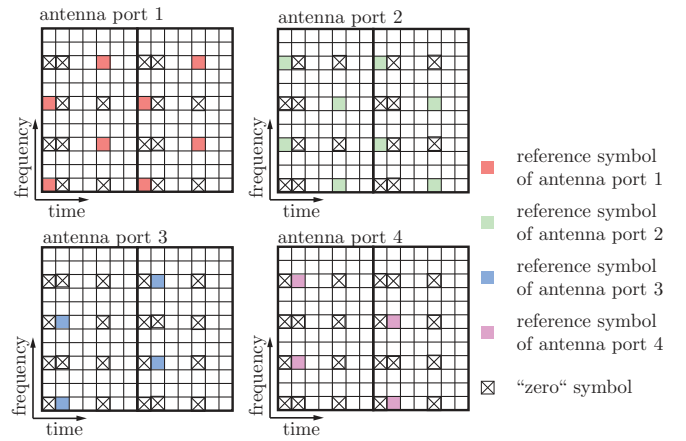 antenna port 1
antenna port 2
frequency
time
frequency
time
antenna port 3
antenna port 4
frequency
time
frequency
time
reference symbol
of antenna port 1
reference symbol
of antenna port 2
reference symbol
of antenna port 3
reference symbol
of antenna port 4
“zero“ symbol